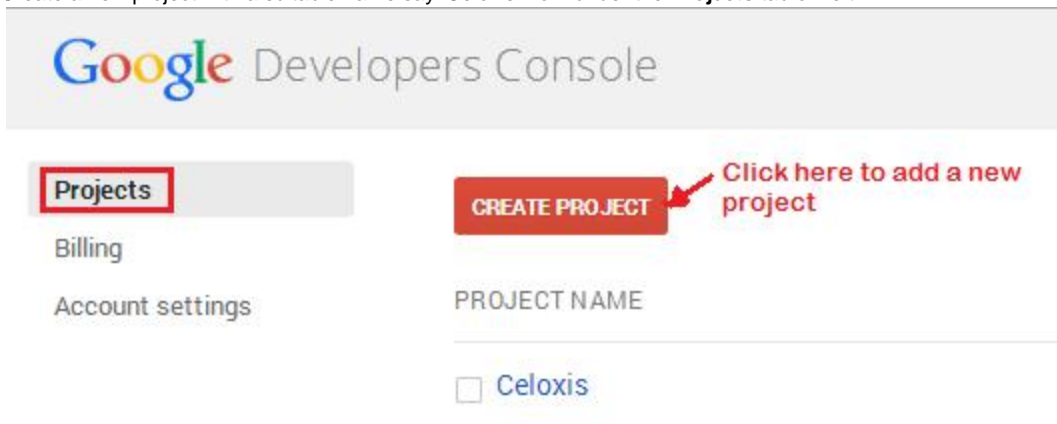 Google Developers Console
Projects
Click here to add a new
project
CREATE PROJECT
Billing
Account settings
PROJECT NAME
Celoxis